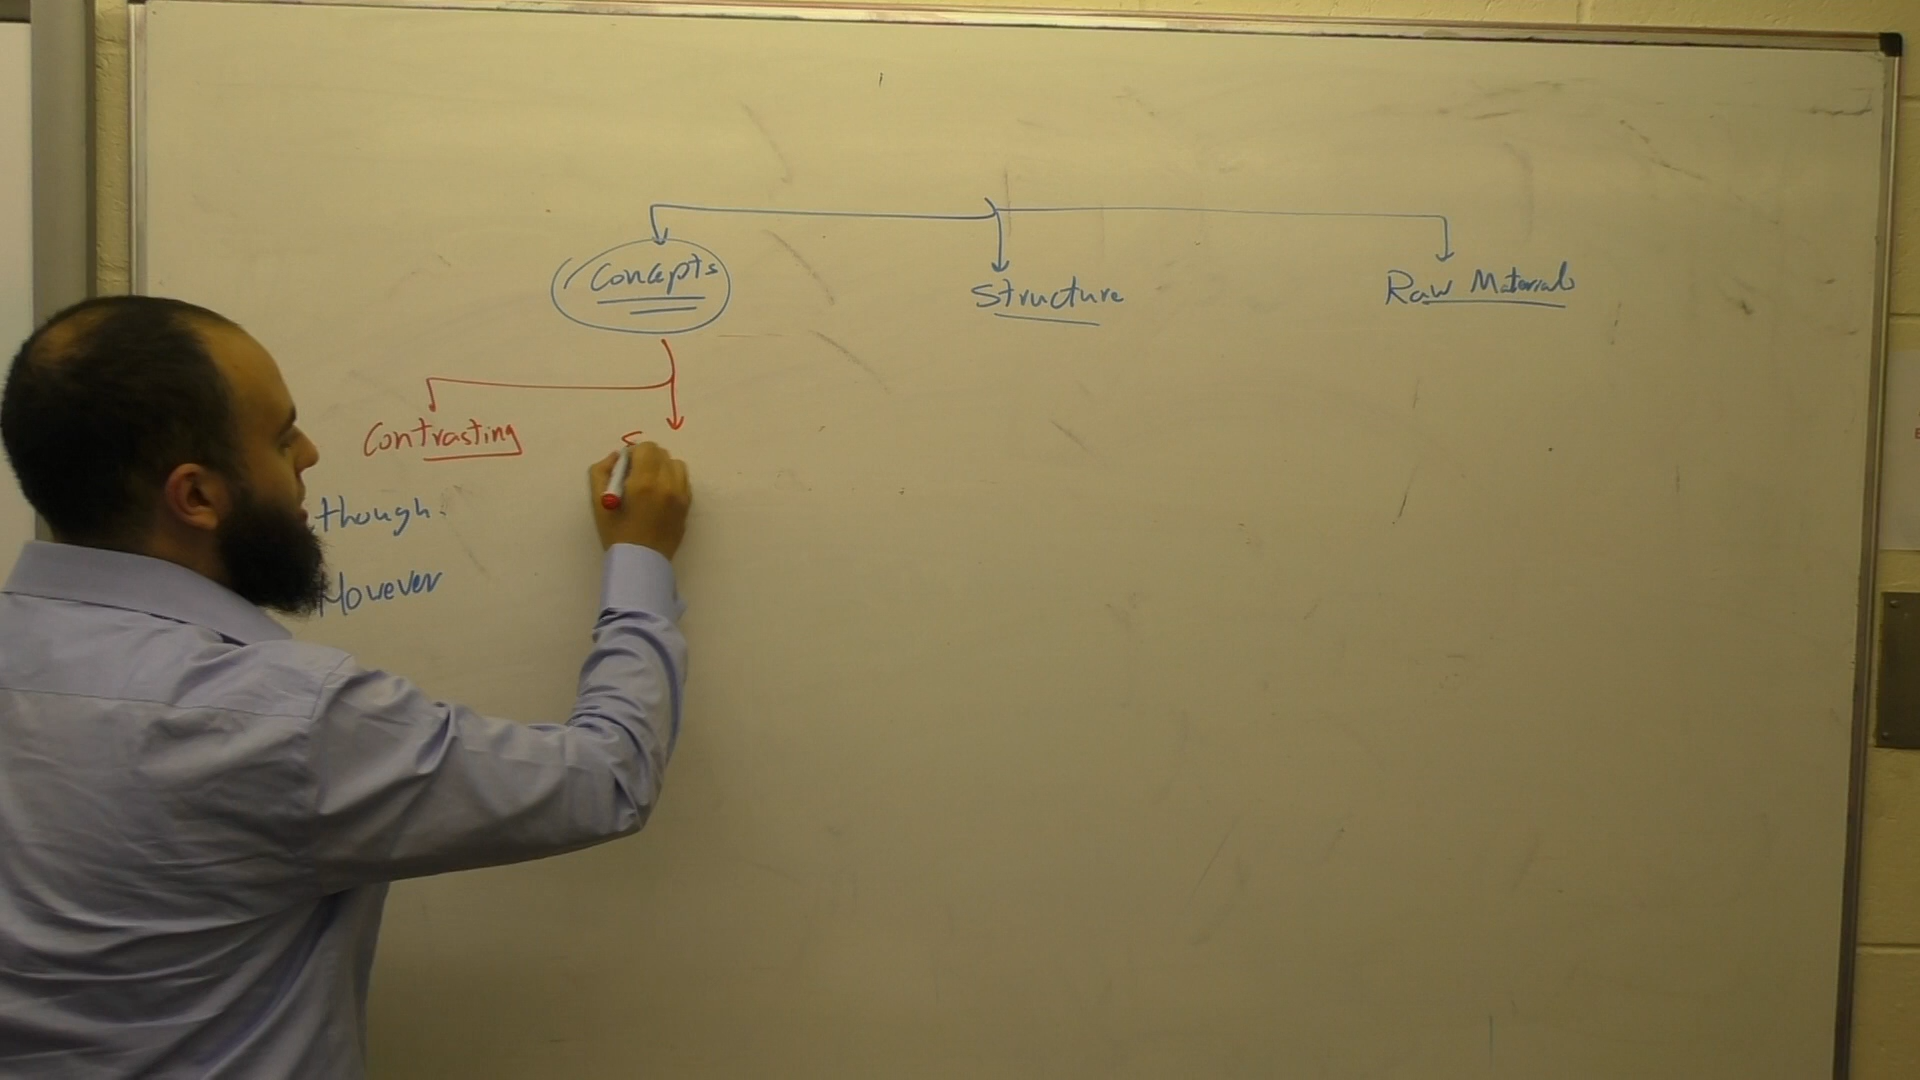 Concepts
Structure
Raw Materials
Contrasting
though.
However